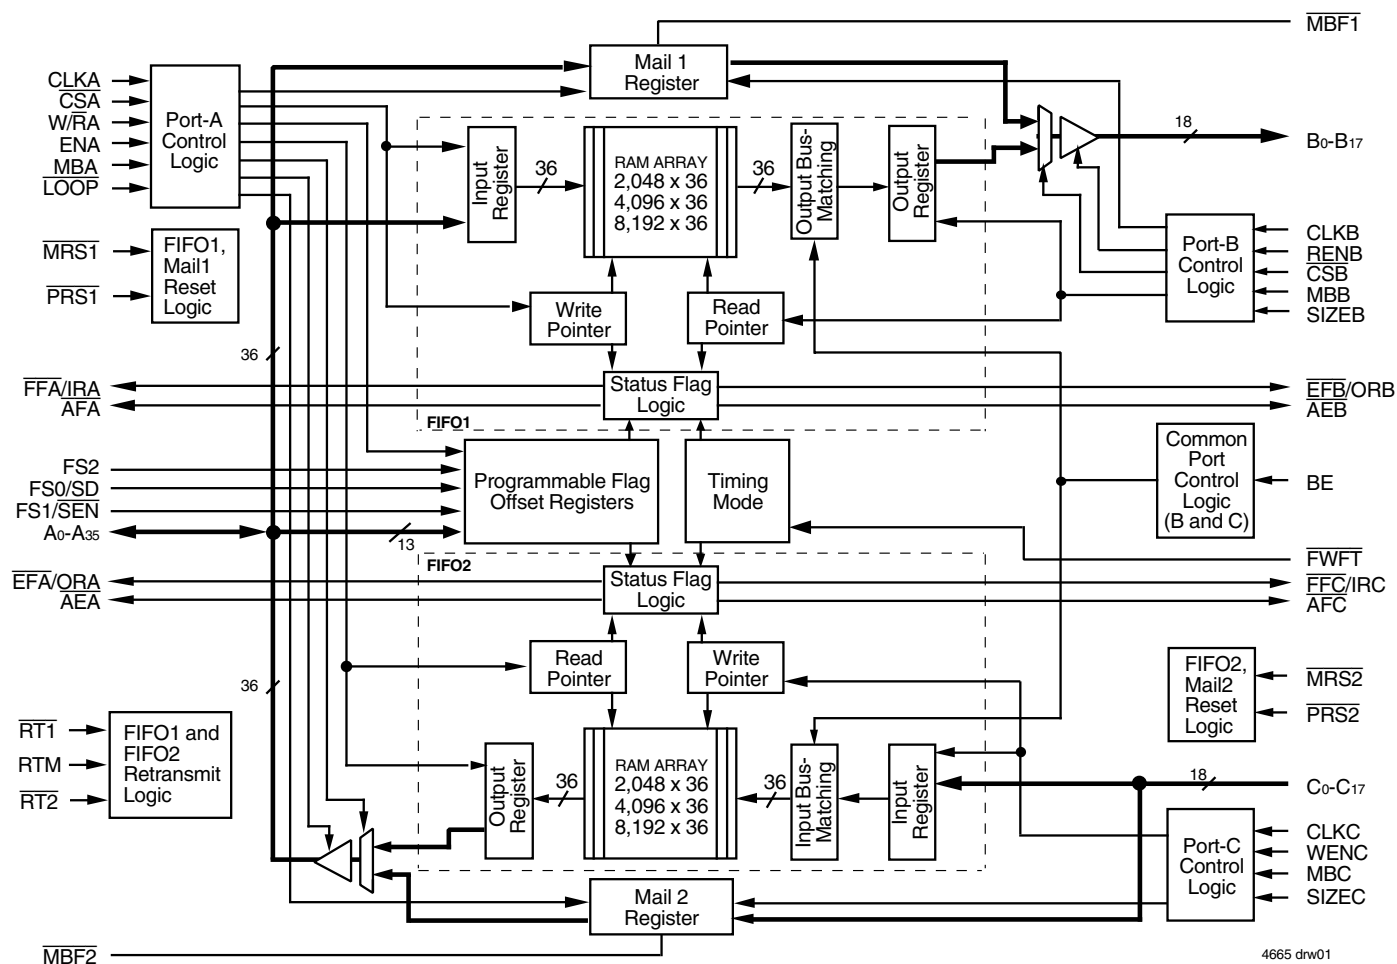 MBF1
Mail 1
Register
CLKA
CSA
W/RA
ENA
MBA
LOOP
Port-A
Control
Logic
18
B0-B17
Input
Register
36
RAM ARRAY
2,048 x 36
4,096 x 36
8,192 x 36
36
Output Bus-
Matching
Output
Register
MRS1
PRS1
FIFO1,
Mail1
Reset
Logic
Port-B
Control
Logic
CLKB
RENB
CSB
MBB
SIZEB
Write
Pointer
Read
Pointer
36
FFA/IRA
AFA
Status Flag
Logic
EFB/ORB
AEB
FIFO1
FS2
FS0/SD
FS1/SEN
A0-A35
13
Programmable Flag
Offset Registers
Timing
Mode
Common
Port
Control
Logic
(B and C)
BE
FWFT
FIFO2
EFA/ORA
AEA
Status Flag
Logic
FFC/IRC
AFC
Read
Pointer
Write
Pointer
36
FIFO2,
Mail2
Reset
Logic
MRS2
PRS2
RT1
RTM
RT2
FIFO1 and
FIFO2
Retransmit
Logic
Output
Register
36
RAM ARRAY
2,048 x 36
4,096 x 36
8,192 x 36
36
Input Bus-
Matching
Input
Register
18
C0-C17
Port-C
Control
Logic
CLKC
WENC
MBC
SIZEC
Mail 2
Register
MBF2
4665 drw01